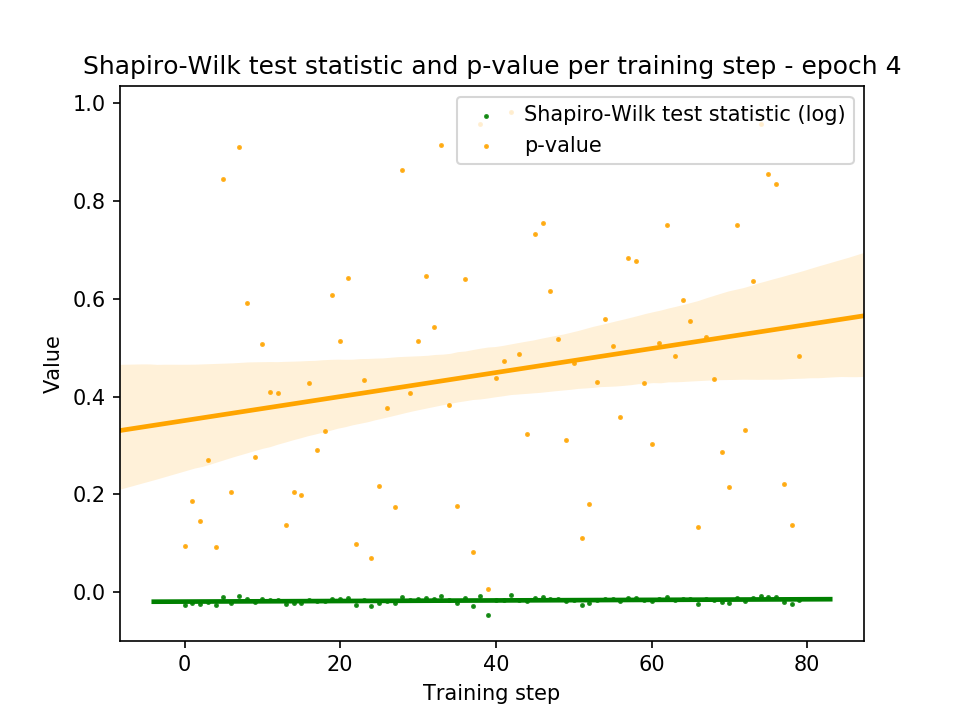 Shapiro-Wilk test statistic and p-value per training step - epoch 4
Shapiro-Wilk test statistic (log)
p-value
1.0
0.8
0.6
0.4
0.2
0.0
Value
0
20
40
60
80
Training step